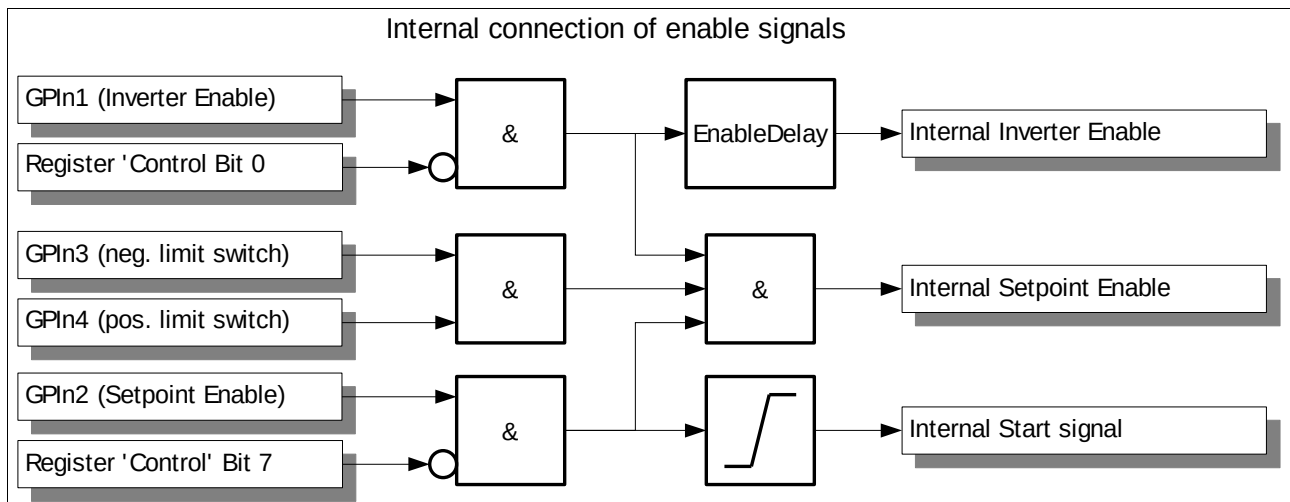 Internal connection of enable signals
GPIn1 (Inverter Enable)
&
EnableDelay
Internal Inverter Enable
Register 'Control Bit 0
GPIn3 (neg. limit switch)
&
&
Internal Setpoint Enable
GPIn4 (pos. limit switch)
GPIn2 (Setpoint Enable)
&
Internal Start signal
Register 'Control' Bit 7